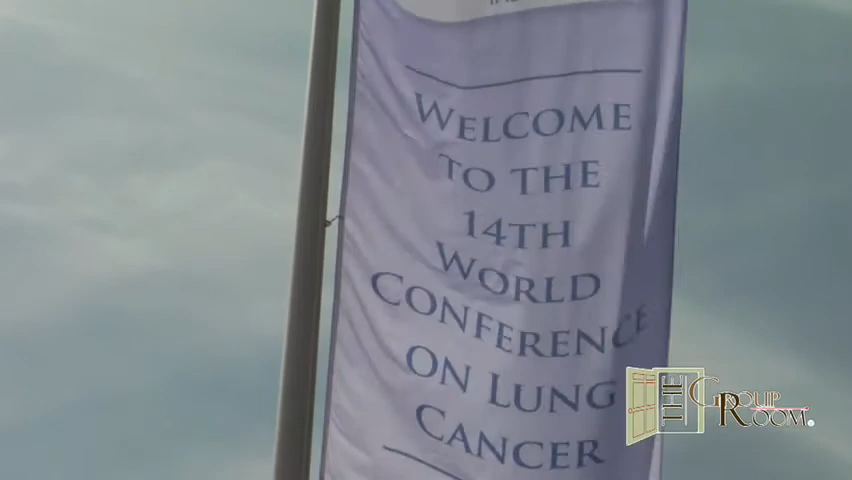 WELCOME
TO THE
14TH
WORLD
CONFERENCE
ON LUNG
CANCER
THE
GROUP
ROOM